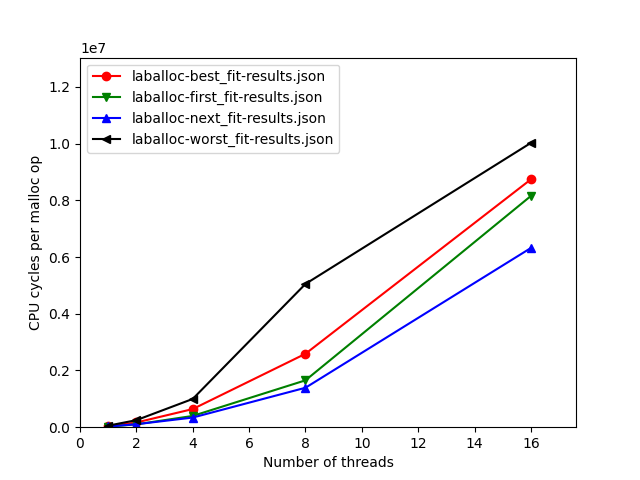 1e7
laballoc-best_fit-results.json
laballoc-first_fit-results.json
laballoc-next_fit-results.json
laballoc-worst_fit-results.json
CPU cycles per malloc op
1.2
1.0
0.8
0.6
0.4
0.2
0.0
0 2 4 6 8 10 12 14 16
Number of threads